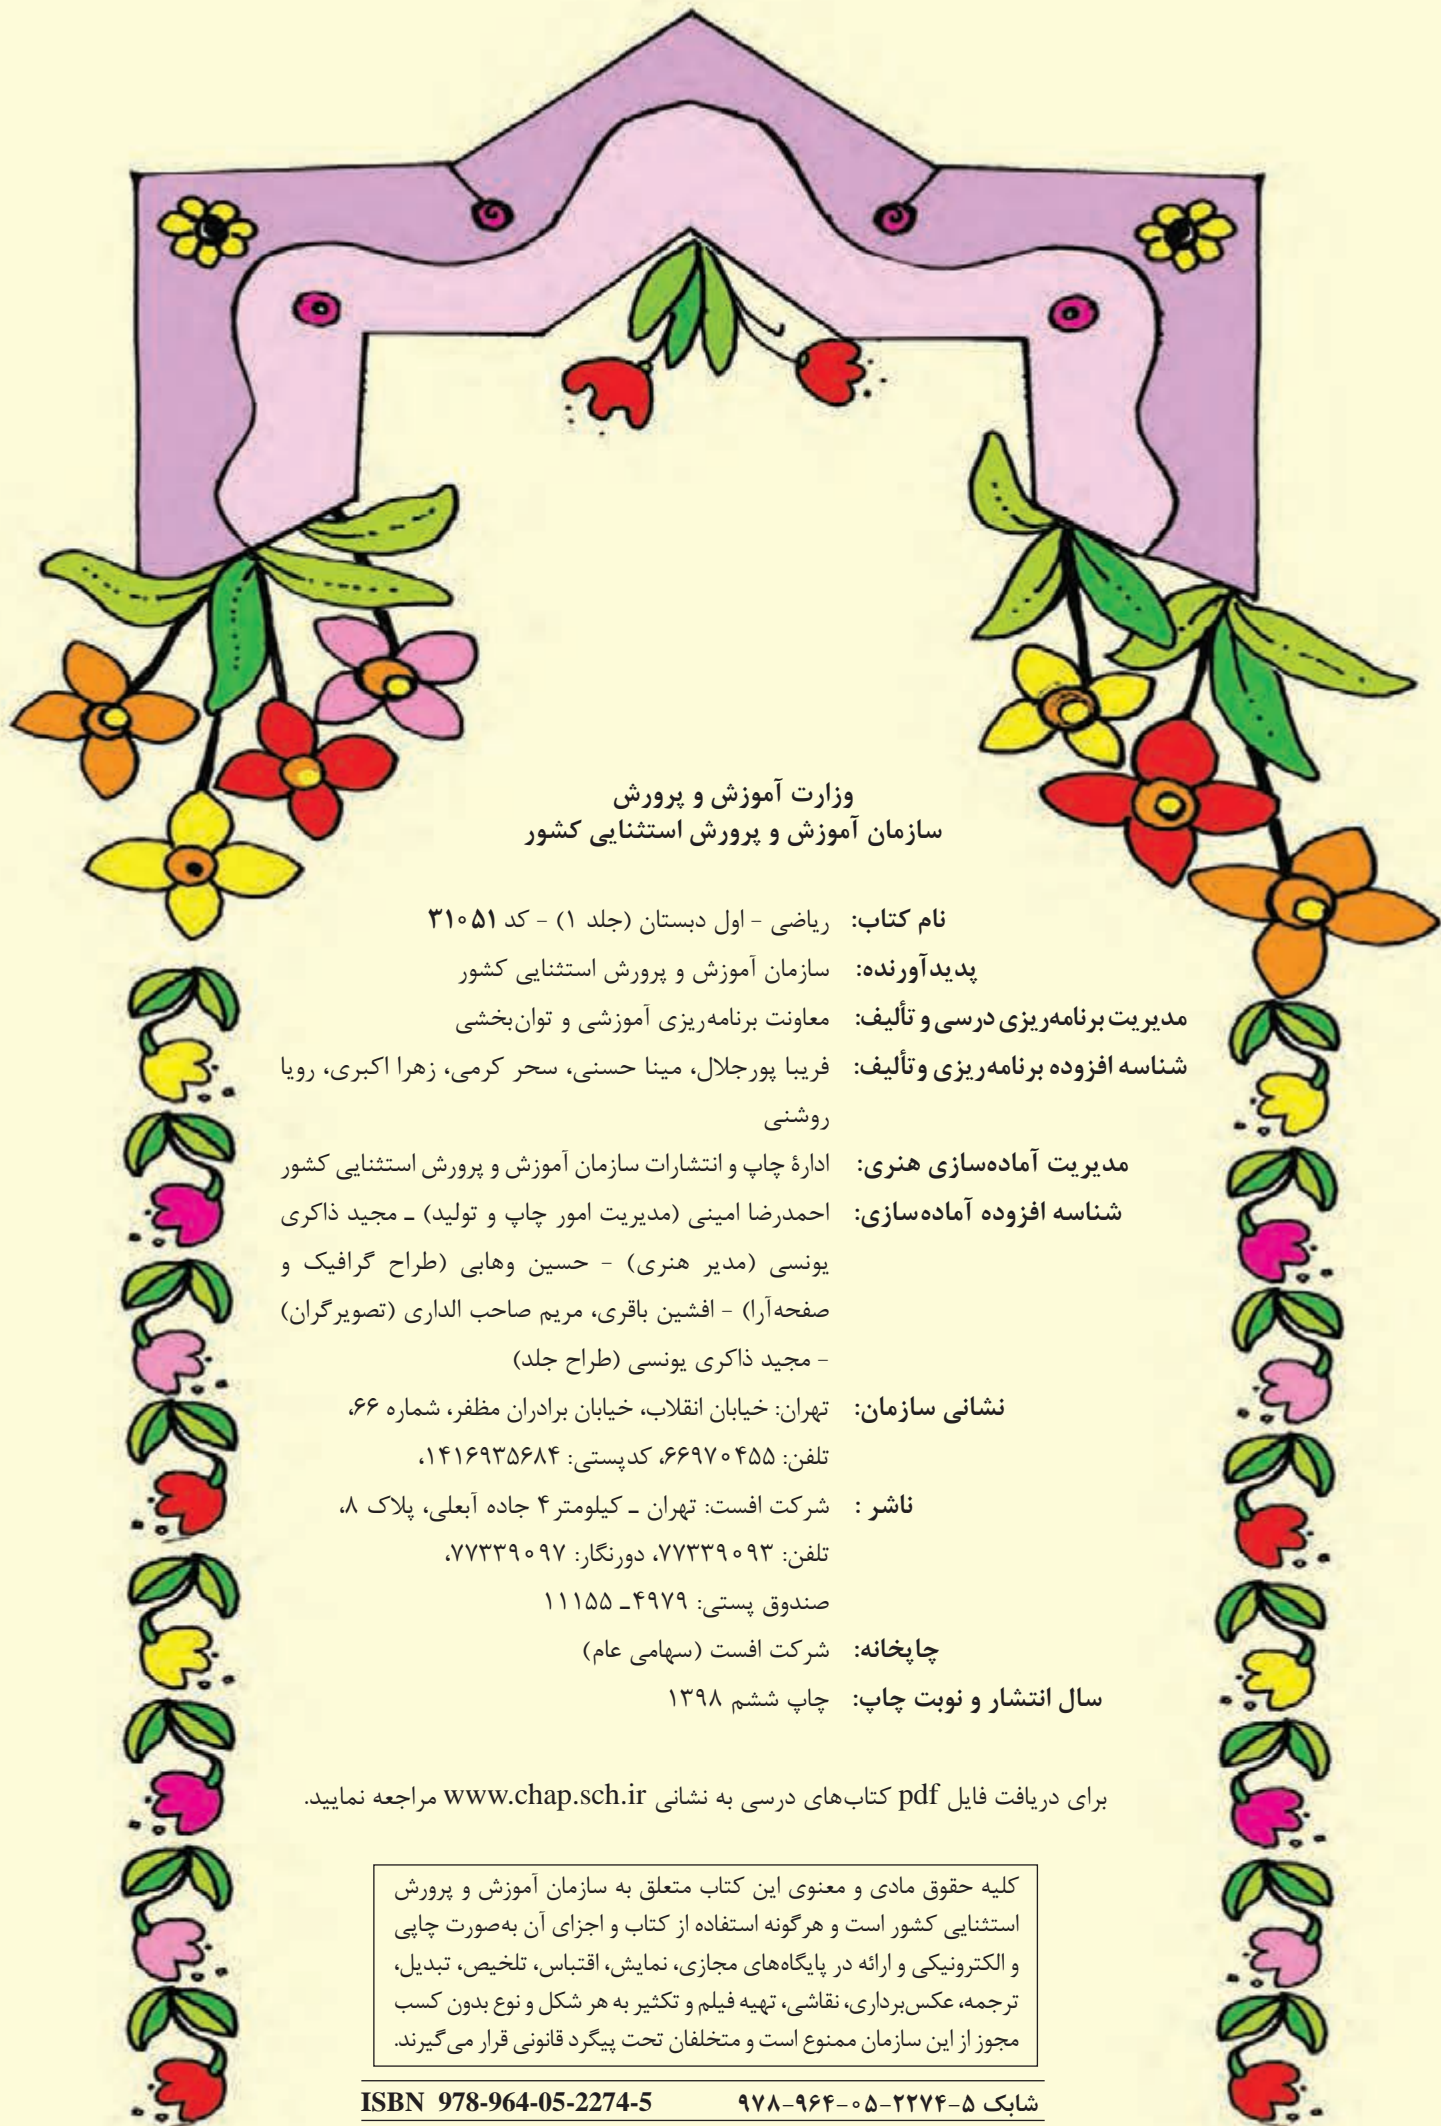 وزارت آموزش و پرورش
سازمان آموزش و پرورش استثنایی کشور
نام کتاب: ریاضی - اول دبستان (جلد ۱) - کد ۳۱۰۵۱
پدیدآورنده: سازمان آموزش و پرورش استثنایی کشور
مدیریت برنامه‌ریزی درسی و تألیف: معاونت برنامه‌ریزی آموزشی و توان‌بخشی
شناسه افزوده برنامه‌ریزی وتألیف: فریبا پورجلال، مینا حسنی، سحر کرمی، زهرا اکبری، رویا
روشنی
مدیریت آماده‌سازی هنری: ادارهٔ چاپ و انتشارات سازمان آموزش و پرورش استثنایی کشور
شناسه افزوده آماده‌سازی: احمدرضا امینی (مدیریت امور چاپ و تولید) ـ مجید ذاکری
یونسی (مدیر هنری) - حسین وهابی (طراح گرافیک و
صفحه‌آرا) - افشین باقری، مریم صاحب الداری (تصویرگران)
- مجید ذاکری یونسی (طراح جلد)
نشانی سازمان: تهران: خیابان انقلاب، خیابان برادران مظفر، شماره ۶۶،
تلفن: ۶۶۹۷۰۴۵۵، کدپستی: ۱۴۱۶۹۳۵۶۸۴،
ناشر : شرکت افست: تهران ـ کیلومتر ۴ جاده آبعلی، پلاک ۸،
تلفن: ۷۷۳۳۹۰۹۳، دورنگار: ۷۷۳۳۹۰۹۷،
صندوق پستی: ۴۹۷۹ـ ۱۱۱۵۵
چاپخانه: شرکت افست (سهامی عام)
سال انتشار و نوبت چاپ: چاپ ششم ۱۳۹۸
برای دریافت فایل pdf کتاب‌های درسی به نشانی www.chap.sch.ir مراجعه نمایید.
کلیه حقوق مادی و معنوی این کتاب متعلق به سازمان آموزش و پرورش
استثنایی کشور است و هرگونه استفاده از کتاب و اجزای آن به‌صورت چاپی
و الکترونیکی و ارائه در پایگاه‌های مجازی، نمایش، اقتباس، تلخیص، تبدیل،
ترجمه، عکس‌برداری، نقاشی، تهیه فیلم و تکثیر به هر شکل و نوع بدون کسب
مجوز از این سازمان ممنوع است و متخلفان تحت پیگرد قانونی قرار می‌گیرند.
شابک ۵-۲۲۷۴-۰۵-۹۶۴-۹۷۸ ISBN 978-964-05-2274-5